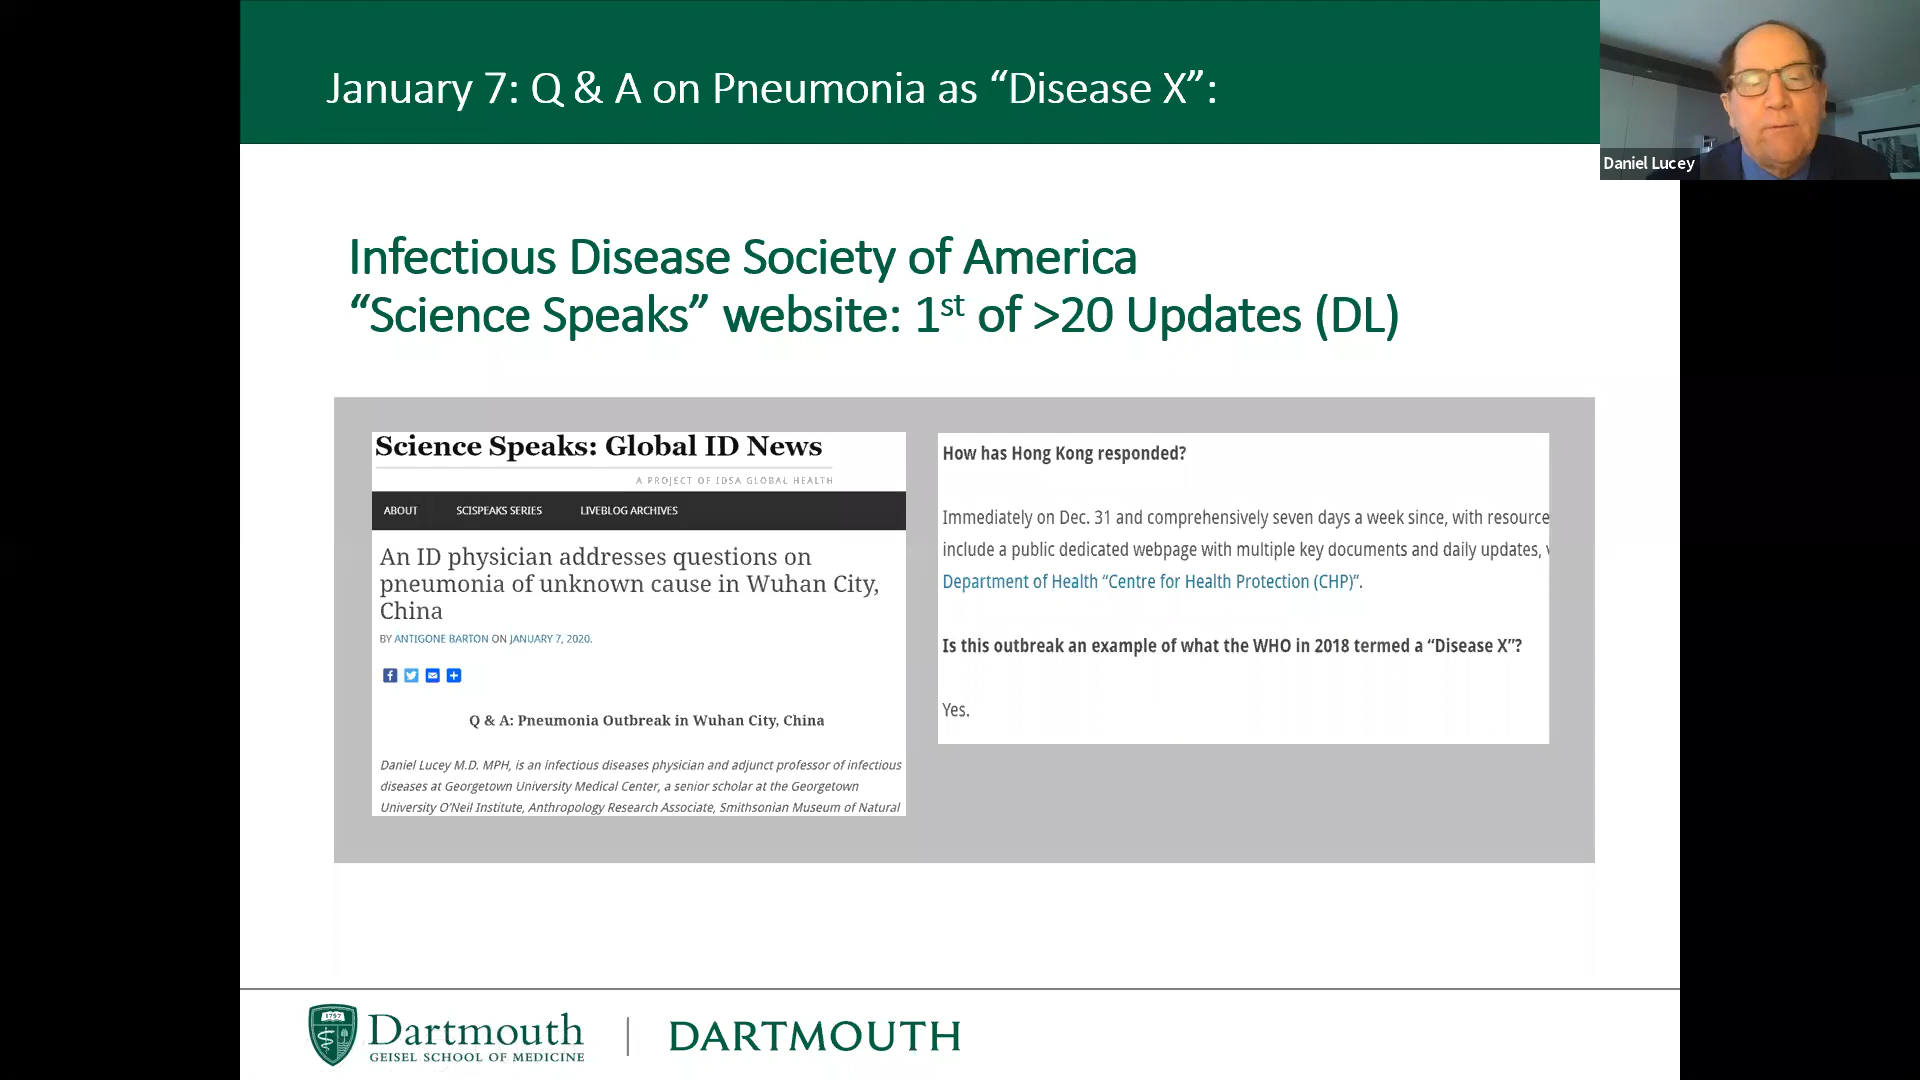 January 7: Q & A on Pneumonia as “Disease X”:
Daniel Lucey
Infectious Disease Society of America
“Science Speaks” website: 1st of >20 Updates (DL)
Science Speaks: Global ID News
A PROJECT OF IDSA GLOBAL HEALTH
ABOUT SCISPEAKS SERIES LIVEBLOG ARCHIVES
An ID physician addresses questions on
pneumonia of unknown cause in Wuhan City,
China
BY ANTIGONE BARTON ON JANUARY 7, 2020.
Q & A: Pneumonia Outbreak in Wuhan City, China
Daniel Lucey M.D. MPH, is an infectious diseases physician and adjunct professor of infectious
diseases at Georgetown University Medical Center, a senior scholar at the Georgetown
University O’Neil Institute, Anthropology Research Associate, Smithsonian Museum of Natural
How has Hong Kong responded?
Immediately on Dec. 31 and comprehensively seven days a week since, with resource
include a public dedicated webpage with multiple key documents and daily updates,
Department of Health “Centre for Health Protection (CHP)”.
Is this outbreak an example of what the WHO in 2018 termed a “Disease X”?
Yes.
1797
Dartmouth
GEISEL SCHOOL OF MEDICINE
DARTMOUTH